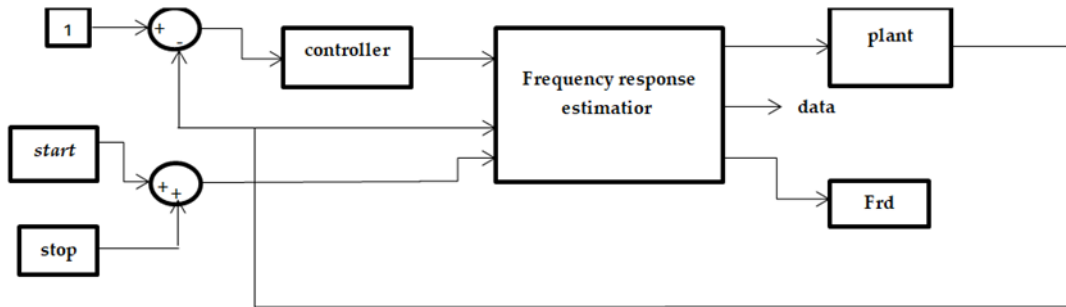 1
+
-
controller
plant
Frequency response
estimatior
data
start
+
+
Frd
stop